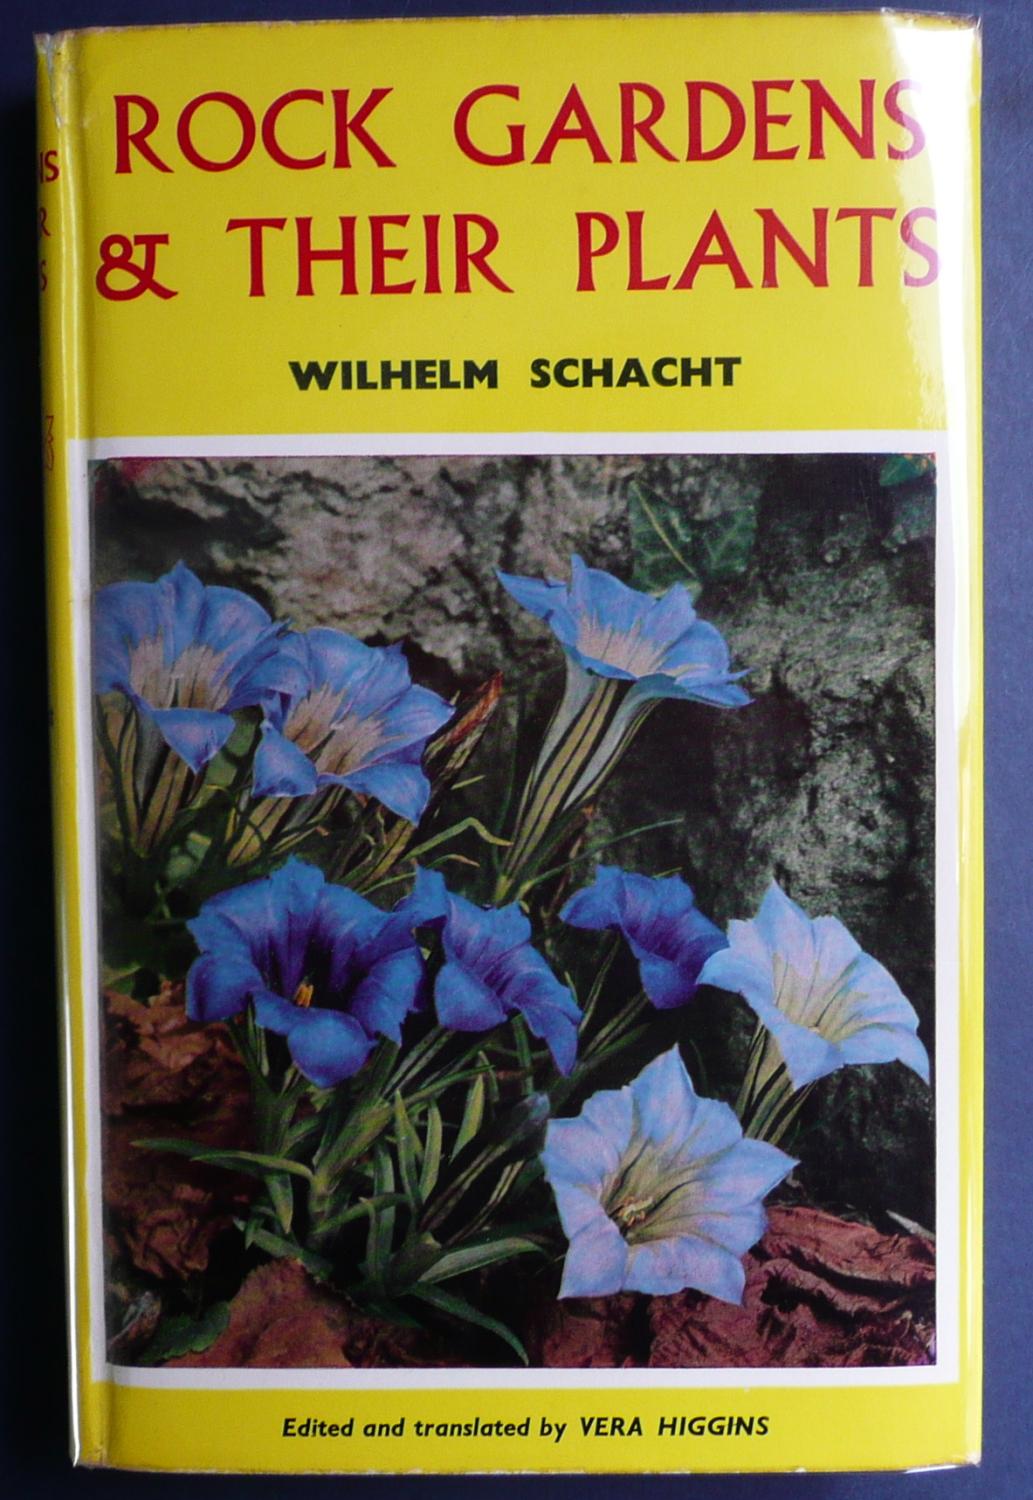 ROCK GARDENS
& THEIR PLANTS
WILHELM SCHACHT
Edited and translated by VERA HIGGINS